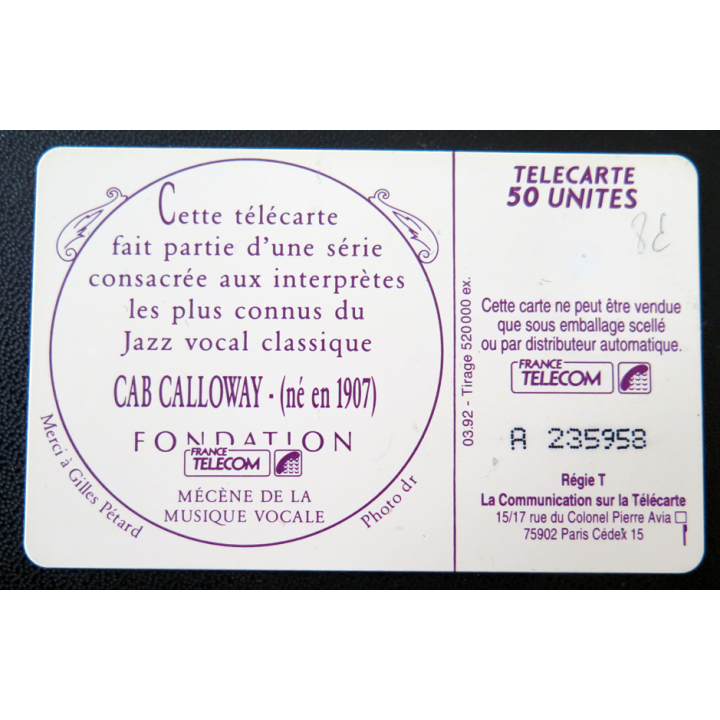 Cette télécarte
fait partie d'une série
consacrée aux interprètes
les plus connus du
Jazz vocal classique
CAB CALLOWAY - (né en 1907)
FONDATION
FRANCE
TELECOM
MÉCÈNE DE LA
MUSIQUE VOCALE
Merci à Gilles Pétard
Photo dr
03.92 - Tirage 520 000 ex.
TELECARTE
50 UNITES
Cette carte ne peut être vendue
que sous emballage scellé
ou par distributeur automatique.
FRANCE
TELECOM
A 235958
Régie T
La Communication sur la Télécarte
15/17 rue du Colonel Pierre Avia
75902 Paris Cédex 15